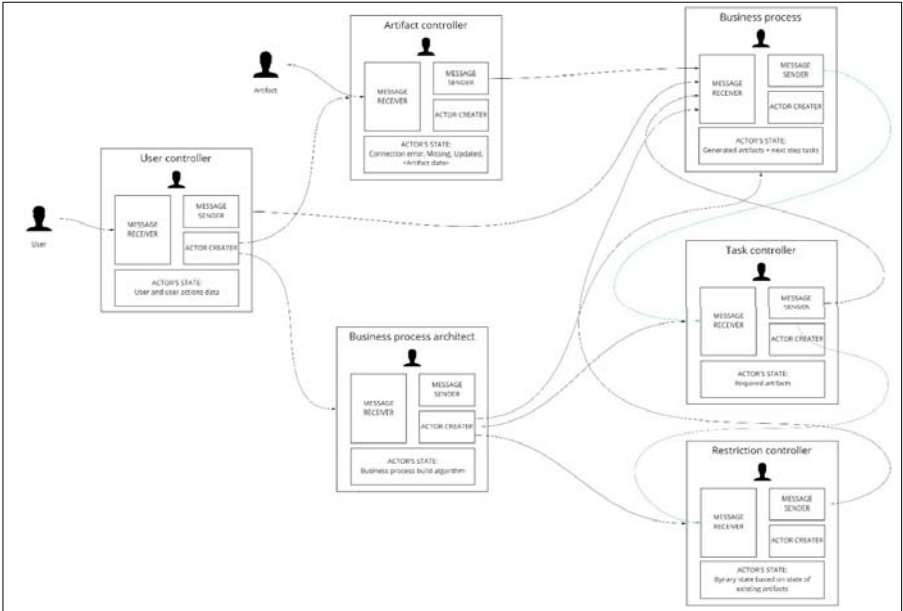 Artifact controller
MESSAGE
RECEIVER
MESSAGE
SENDER
ACTOR CREATER
ACTOR'S STATE:
Connection error, Missing, Updated,
<Artifact data>
Artifact
Business process
MESSAGE
RECEIVER
MESSAGE
SENDER
ACTOR CREATER
ACTOR'S STATE:
Generated artifacts + next step tasks
User controller
MESSAGE
RECEIVER
MESSAGE
SENDER
ACTOR CREATER
ACTOR'S STATE:
User and user actions data
User
Task controller
MESSAGE
RECEIVER
MESSAGE
SENDER
ACTOR CREATER
ACTOR'S STATE:
Required artifacts
Business process architect
MESSAGE
RECEIVER
MESSAGE
SENDER
ACTOR CREATER
ACTOR'S STATE:
Business process build algorithm
Restriction controller
MESSAGE
RECEIVER
MESSAGE
SENDER
ACTOR CREATER
ACTOR'S STATE:
Bynary state based on state of
existing artifacts